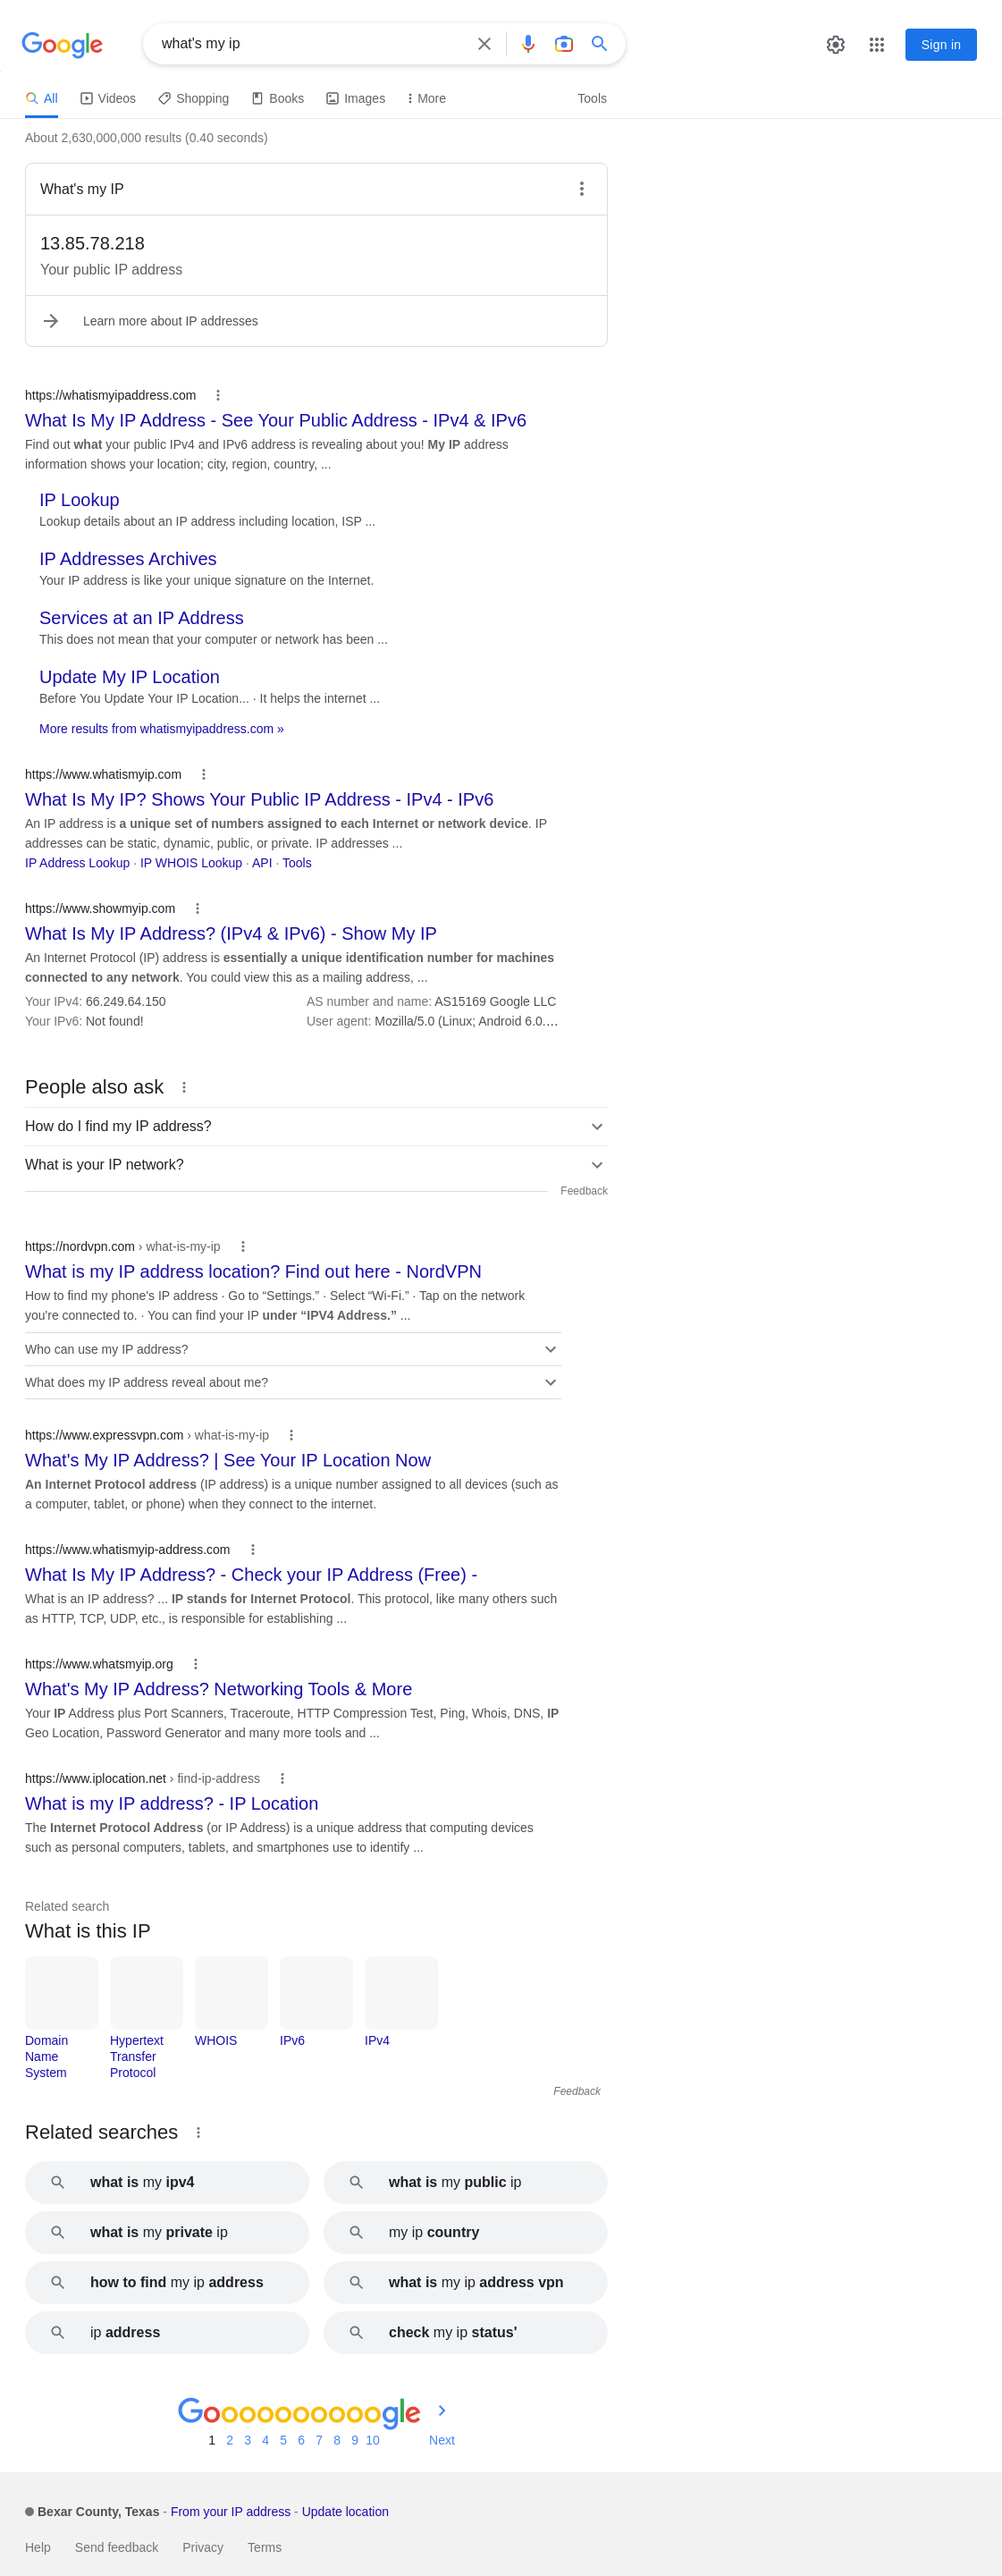 Google
what's my ip
Sign in
All
Videos
Shopping
Books
Images
More
Tools
About 2,630,000,000 results (0.40 seconds)
What's my IP
13.85.78.218
Your public IP address
Learn more about IP addresses
https://whatismyipaddress.com
What Is My IP Address - See Your Public Address - IPv4 & IPv6
Find out what your public IPv4 and IPv6 address is revealing about you! My IP address
information shows your location; city, region, country, ...
IP Lookup
Lookup details about an IP address including location, ISP ...
IP Addresses Archives
Your IP address is like your unique signature on the Internet.
Services at an IP Address
This does not mean that your computer or network has been ...
Update My IP Location
Before You Update Your IP Location... · It helps the internet ...
More results from whatismyipaddress.com »
https://www.whatismyip.com
What Is My IP? Shows Your Public IP Address - IPv4 - IPv6
An IP address is a unique set of numbers assigned to each Internet or network device. IP
addresses can be static, dynamic, public, or private. IP addresses ...
IP Address Lookup · IP WHOIS Lookup · API · Tools
https://www.showmyip.com
What Is My IP Address? (IPv4 & IPv6) - Show My IP
An Internet Protocol (IP) address is essentially a unique identification number for machines
connected to any network. You could view this as a mailing address, ...
Your IPv4: 66.249.64.150
AS number and name: AS15169 Google LLC
Your IPv6: Not found!
User agent: Mozilla/5.0 (Linux; Android 6.0....
People also ask
How do I find my IP address?
What is your IP network?
Feedback
https://nordvpn.com › what-is-my-ip
What is my IP address location? Find out here - NordVPN
How to find my phone's IP address · Go to “Settings.” · Select “Wi-Fi.” · Tap on the network
you're connected to. · You can find your IP under “IPV4 Address.” ...
Who can use my IP address?
What does my IP address reveal about me?
https://www.expressvpn.com › what-is-my-ip
What's My IP Address? | See Your IP Location Now
An Internet Protocol address (IP address) is a unique number assigned to all devices (such as
a computer, tablet, or phone) when they connect to the internet.
https://www.whatismyip-address.com
What Is My IP Address? - Check your IP Address (Free) -
What is an IP address? ... IP stands for Internet Protocol. This protocol, like many others such
as HTTP, TCP, UDP, etc., is responsible for establishing ...
https://www.whatsmyip.org
What's My IP Address? Networking Tools & More
Your IP Address plus Port Scanners, Traceroute, HTTP Compression Test, Ping, Whois, DNS, IP
Geo Location, Password Generator and many more tools and ...
https://www.iplocation.net › find-ip-address
What is my IP address? - IP Location
The Internet Protocol Address (or IP Address) is a unique address that computing devices
such as personal computers, tablets, and smartphones use to identify ...
Related search
What is this IP
Domain
Name
System
Hypertext
Transfer
Protocol
WHOIS
IPv6
IPv4
Feedback
Related searches
what is my ipv4
what is my public ip
what is my private ip
my ip country
how to find my ip address
what is my ip address vpn
ip address
check my ip status'
Goooooooooogle
1 2 3 4 5 6 7 8 9 10
Next
Bexar County, Texas - From your IP address - Update location
Help
Send feedback
Privacy
Terms